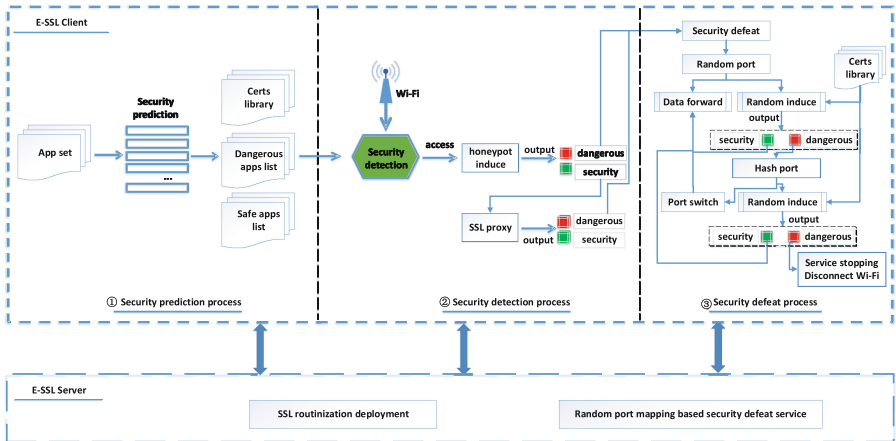 E-SSL Client
App set
Security
prediction
...
Certs
library
Dangerous
apps list
Safe apps
list
① Security prediction process
Wi-Fi
Security
detection
access
honeypot
induce
output
dangerous
security
SSL proxy
output
dangerous
security
② Security detection process
Security defeat
Random port
Certs
library
Data forward
Random induce
output
security
dangerous
Hash port
Port switch
Random induce
output
security
dangerous
Service stopping
Disconnect Wi-Fi
③ Security defeat process
E-SSL Server
SSL routinization deployment
Random port mapping based security defeat service